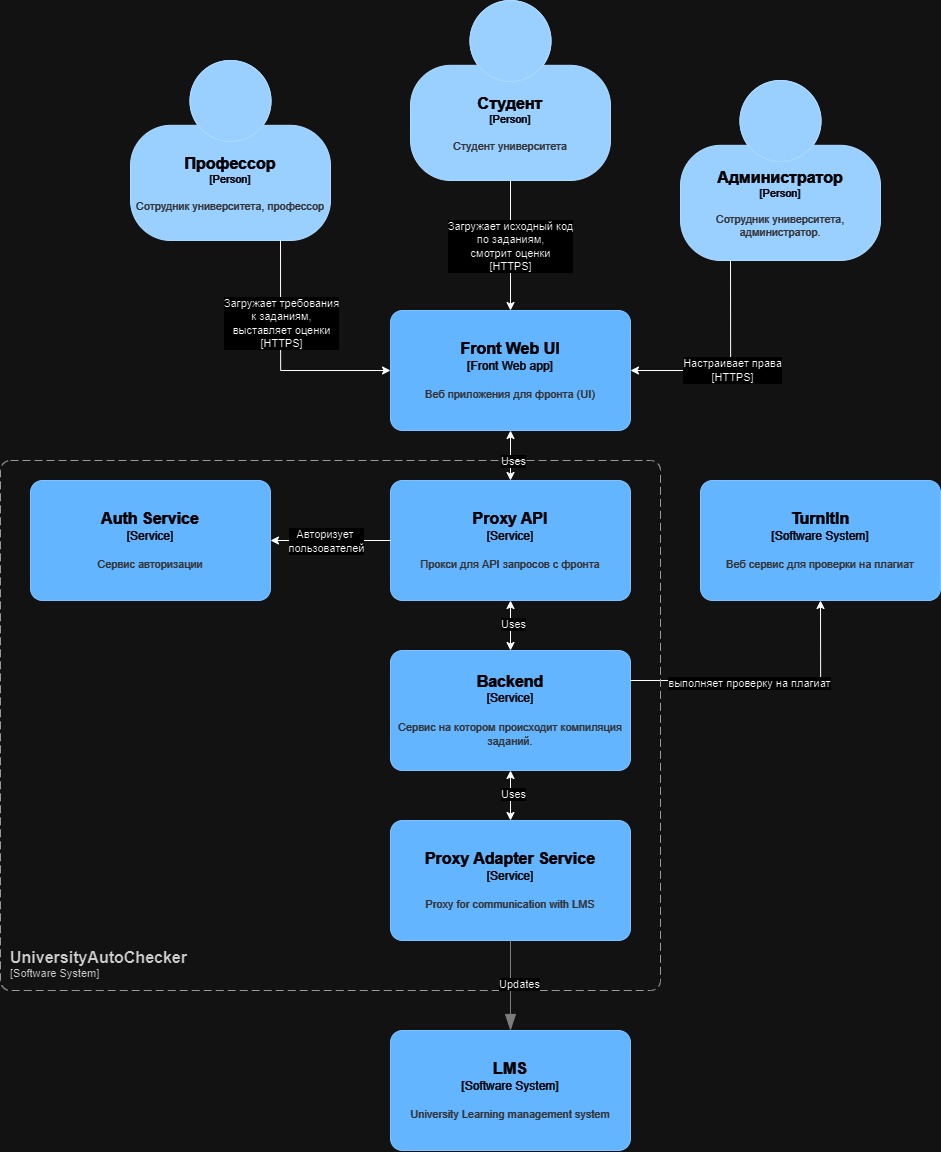 Студент
[Person]
Студент университета
Профессор
[Person]
Сотрудник университета, профессор
Администратор
[Person]
Сотрудник университета,
администратор.
Загружает исходный код
по заданиям,
смотрит оценки
[HTTPS]
Загружает требования
к заданиям,
выставляет оценки
[HTTPS]
Настраивает права
[HTTPS]
Front Web UI
[Front Web app]
Веб приложения для фронта (UI)
Uses
Auth Service
[Service]
Сервис авторизации
Авторизует
пользователей
Proxy API
[Service]
Прокси для API запросов с фронта
TurnItIn
[Software System]
Веб сервис для проверки на плагиат
Uses
Backend
[Service]
Сервис на котором происходит компиляция
заданий.
выполняет проверку на плагиат
Uses
Proxy Adapter Service
[Service]
Proxy for communication with LMS
UniversityAutoChecker
[Software System]
Updates
LMS
[Software System]
University Learning management system